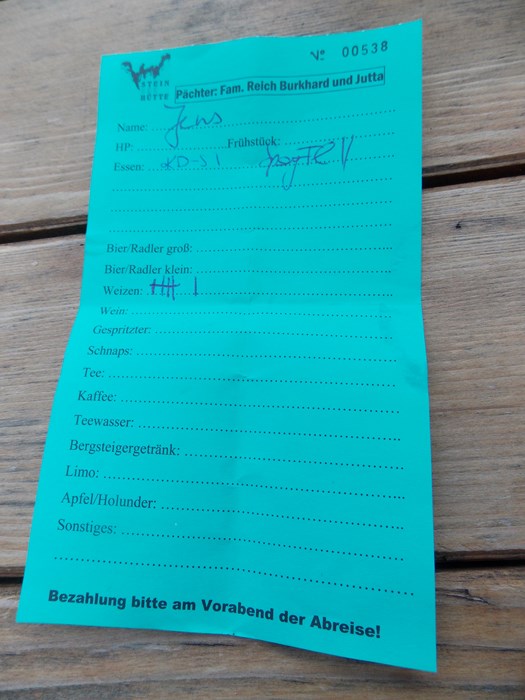 Nº 00538
STEIN
HÜTTE
Pächter: Fam. Reich Burkhard und Jutta
Name: Jens
HP: Frühstück:
Essen:
Bier/Radler groß:
Bier/Radler klein:
Weizen: 卌 |
Wein:
Gespritzter:
Schnaps:
Tee:
Kaffee:
Teewasser:
Bergsteigergetränk:
Limo:
Apfel/Holunder:
Sonstiges:
Bezahlung bitte am Vorabend der Abreise!